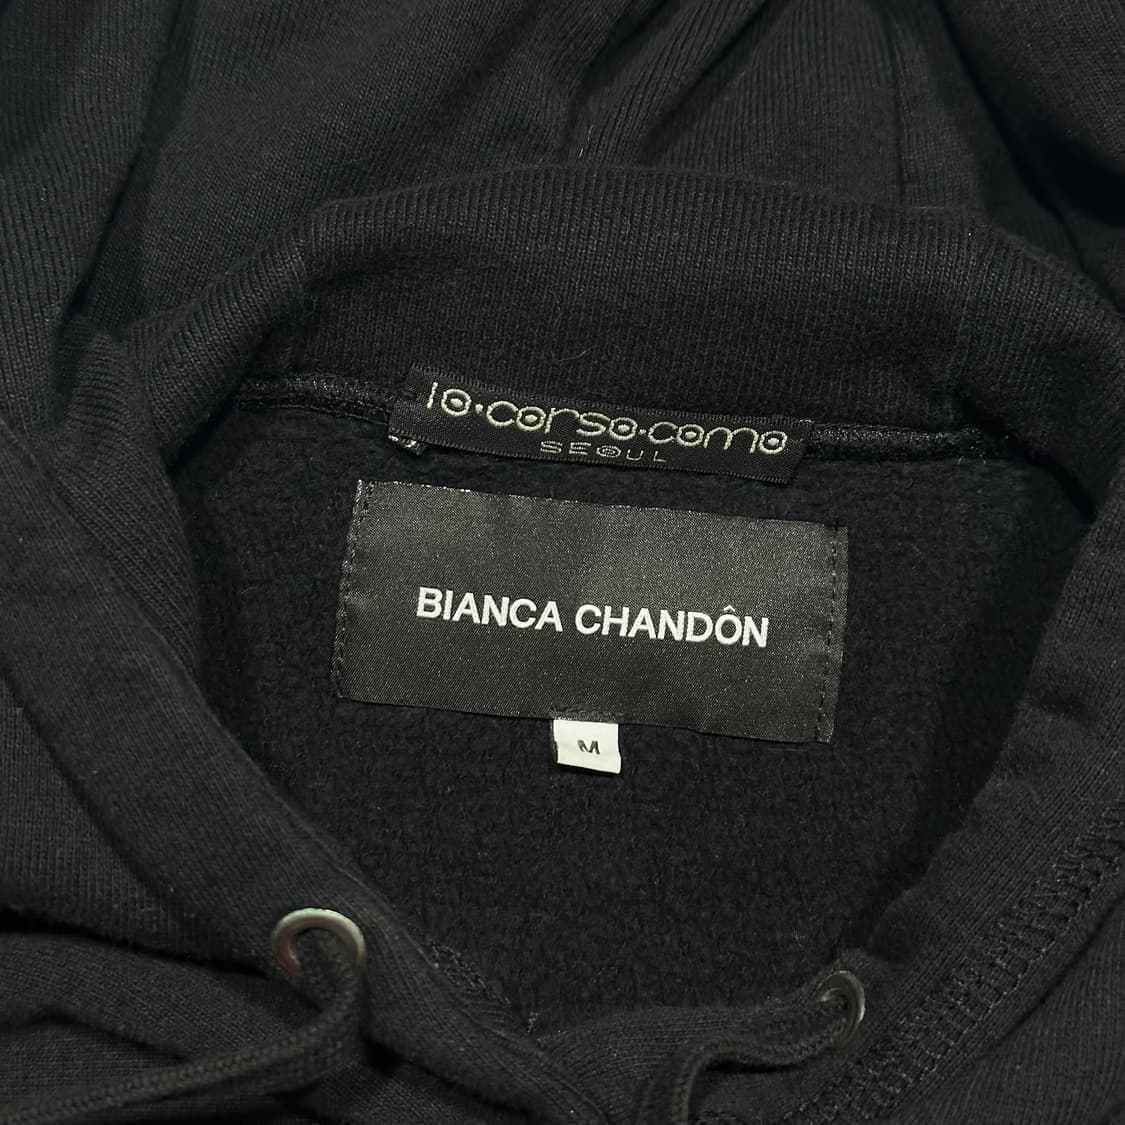 10·corso·como
SEOUL
BIANCA CHANDÔN
M